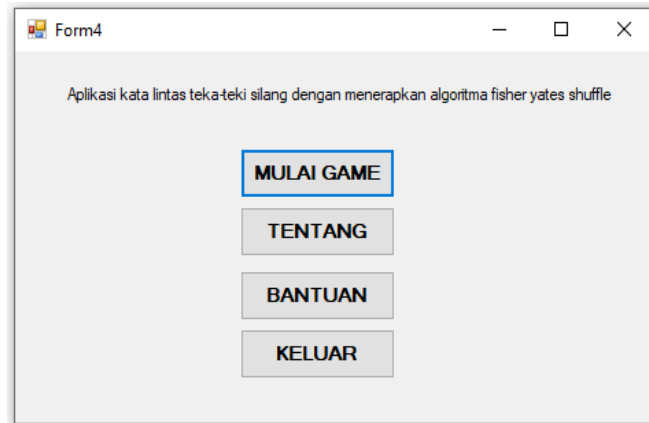 Form4
Aplikasi kata lintas teka-teki silang dengan menerapkan algoritma fisher yates shuffle
MULAI GAME
TENTANG
BANTUAN
KELUAR